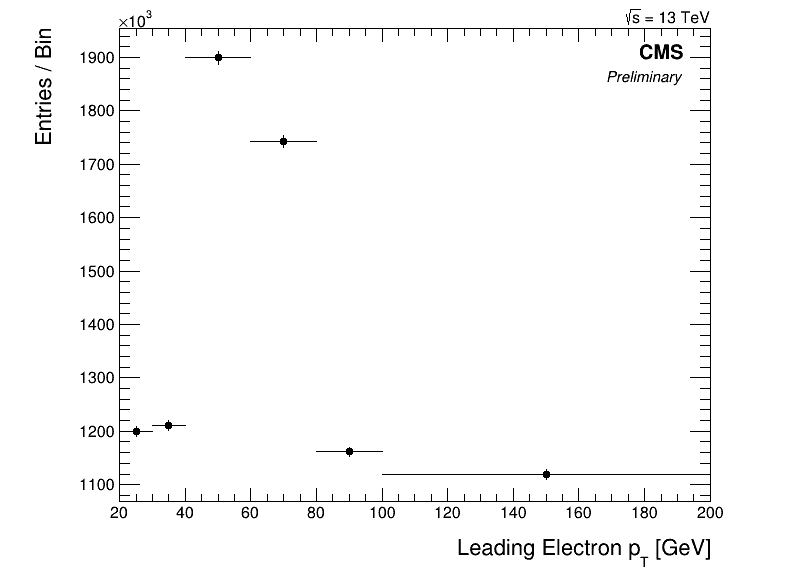 ×10³
√s = 13 TeV
Entries / Bin
CMS
Preliminary
1900
1800
1700
1600
1500
1400
1300
1200
1100
20 40 60 80 100 120 140 160 180 200
Leading Electron p_T [GeV]